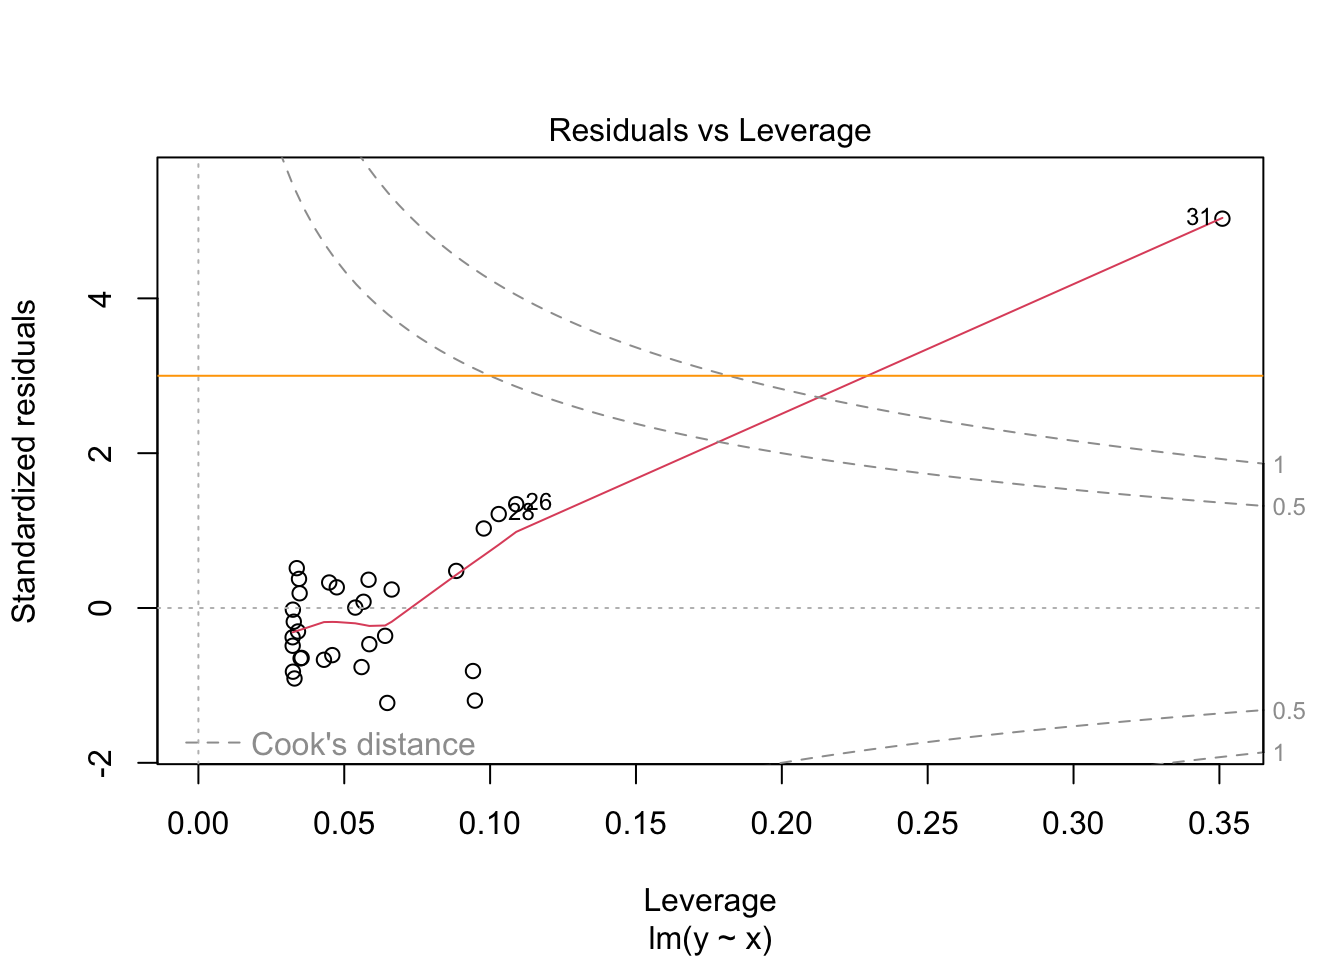 Residuals vs Leverage
Standardized residuals
4
2
0
-2
31
26
28
1
0.5
0.5
1
Cook's distance
0.00 0.05 0.10 0.15 0.20 0.25 0.30 0.35
Leverage
lm(y ~ x)